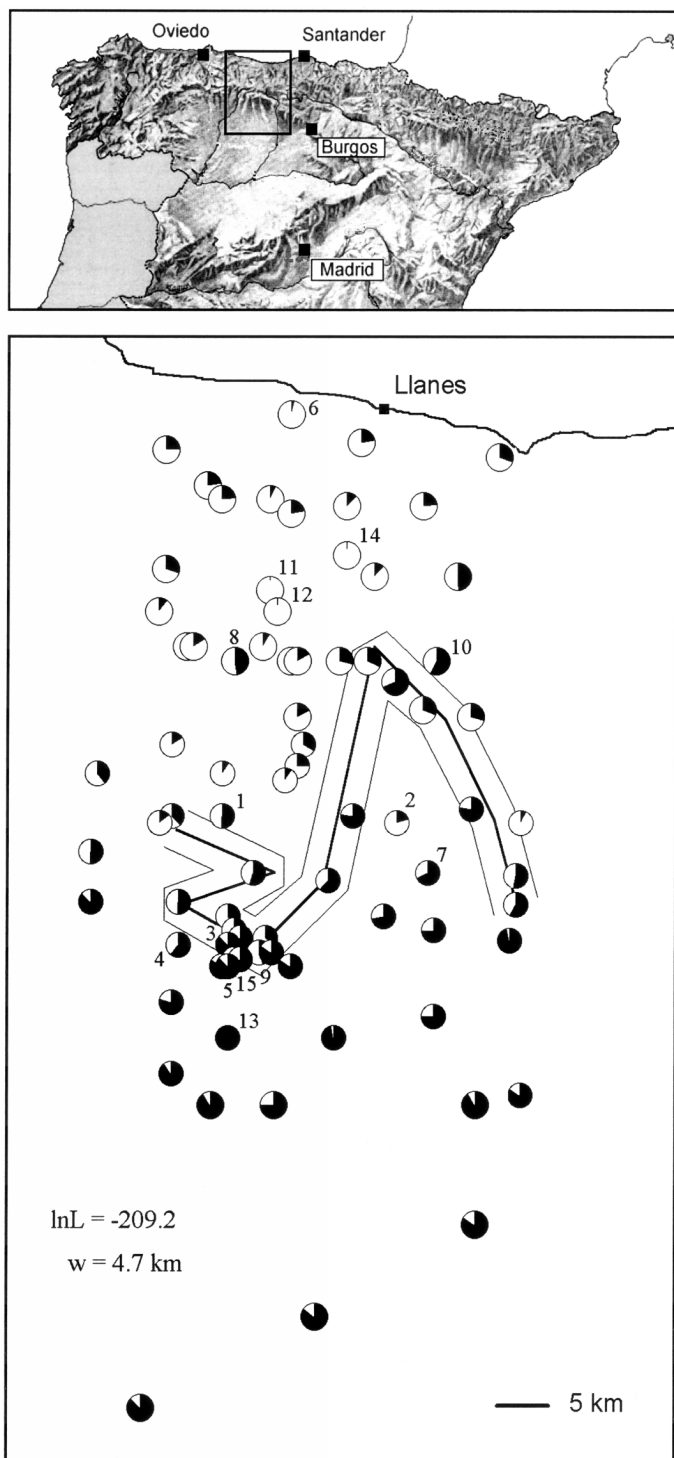 Oviedo
Santander
Burgos
Madrid
Llanes
6
14
11
12
8
10
1
2
7
3
4
9
5
15
13
lnL = -209.2
w = 4.7 km
5 km